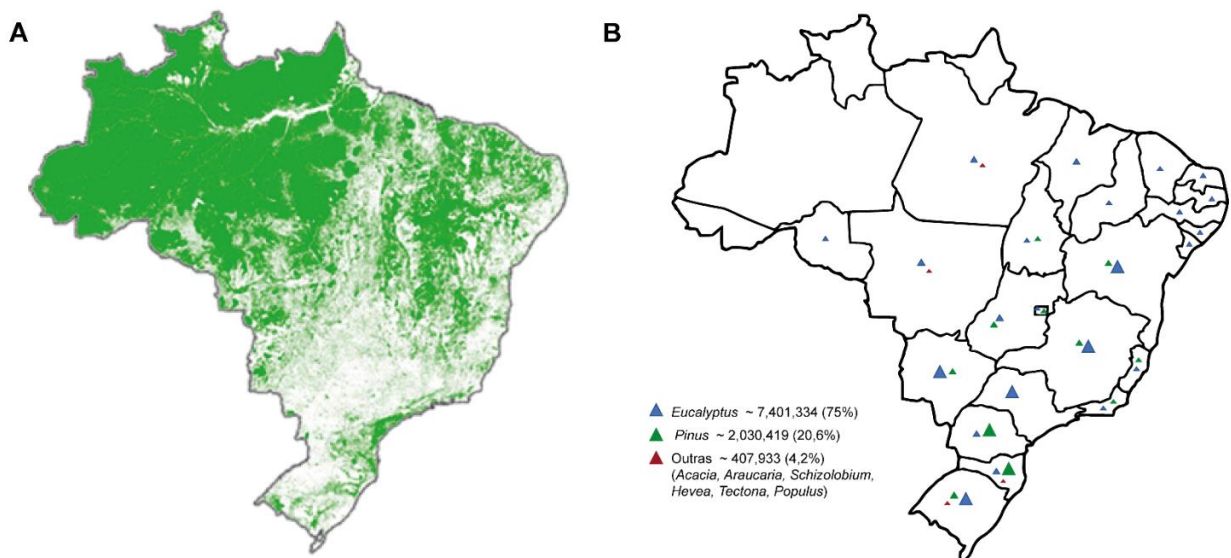 A
B
Eucalyptus ~ 7,401,334 (75%)
Pinus ~ 2,030,419 (20,6%)
Outras ~ 407,933 (4,2%)
(Acacia, Araucaria, Schizolobium,
Hevea, Tectona, Populus)